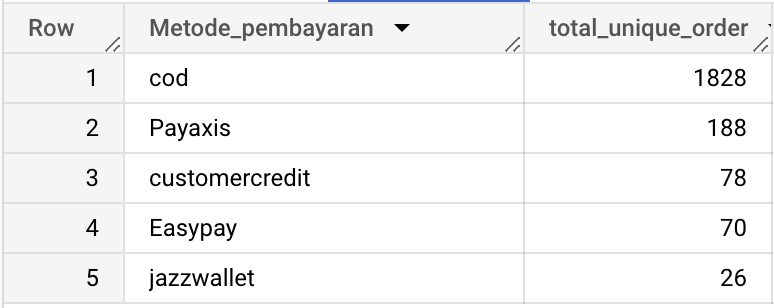 Row Metode_pembayaran total_unique_order
1 cod 1828
2 Payaxis 188
3 customercredit 78
4 Easypay 70
5 jazzwallet 26